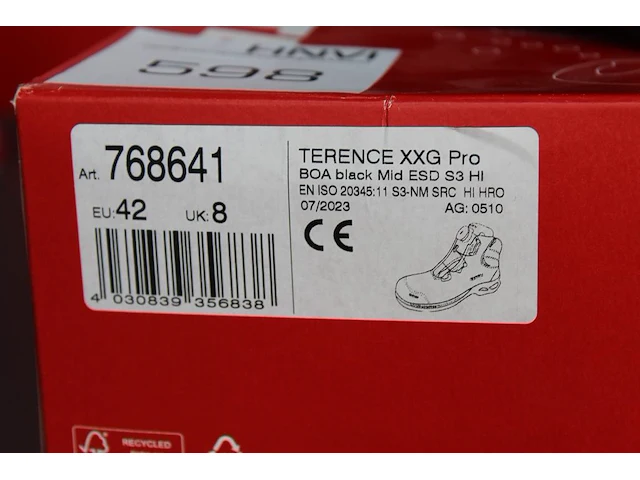 HNVI
598
Art. 768641
EU: 42 UK: 8
4 030839 356838
TERENCE XXG Pro
BOA black Mid ESD S3 HI
EN ISO 20345:11 S3-NM SRC HI HRO
07/2023 AG: 0510
CE
RECYCLED